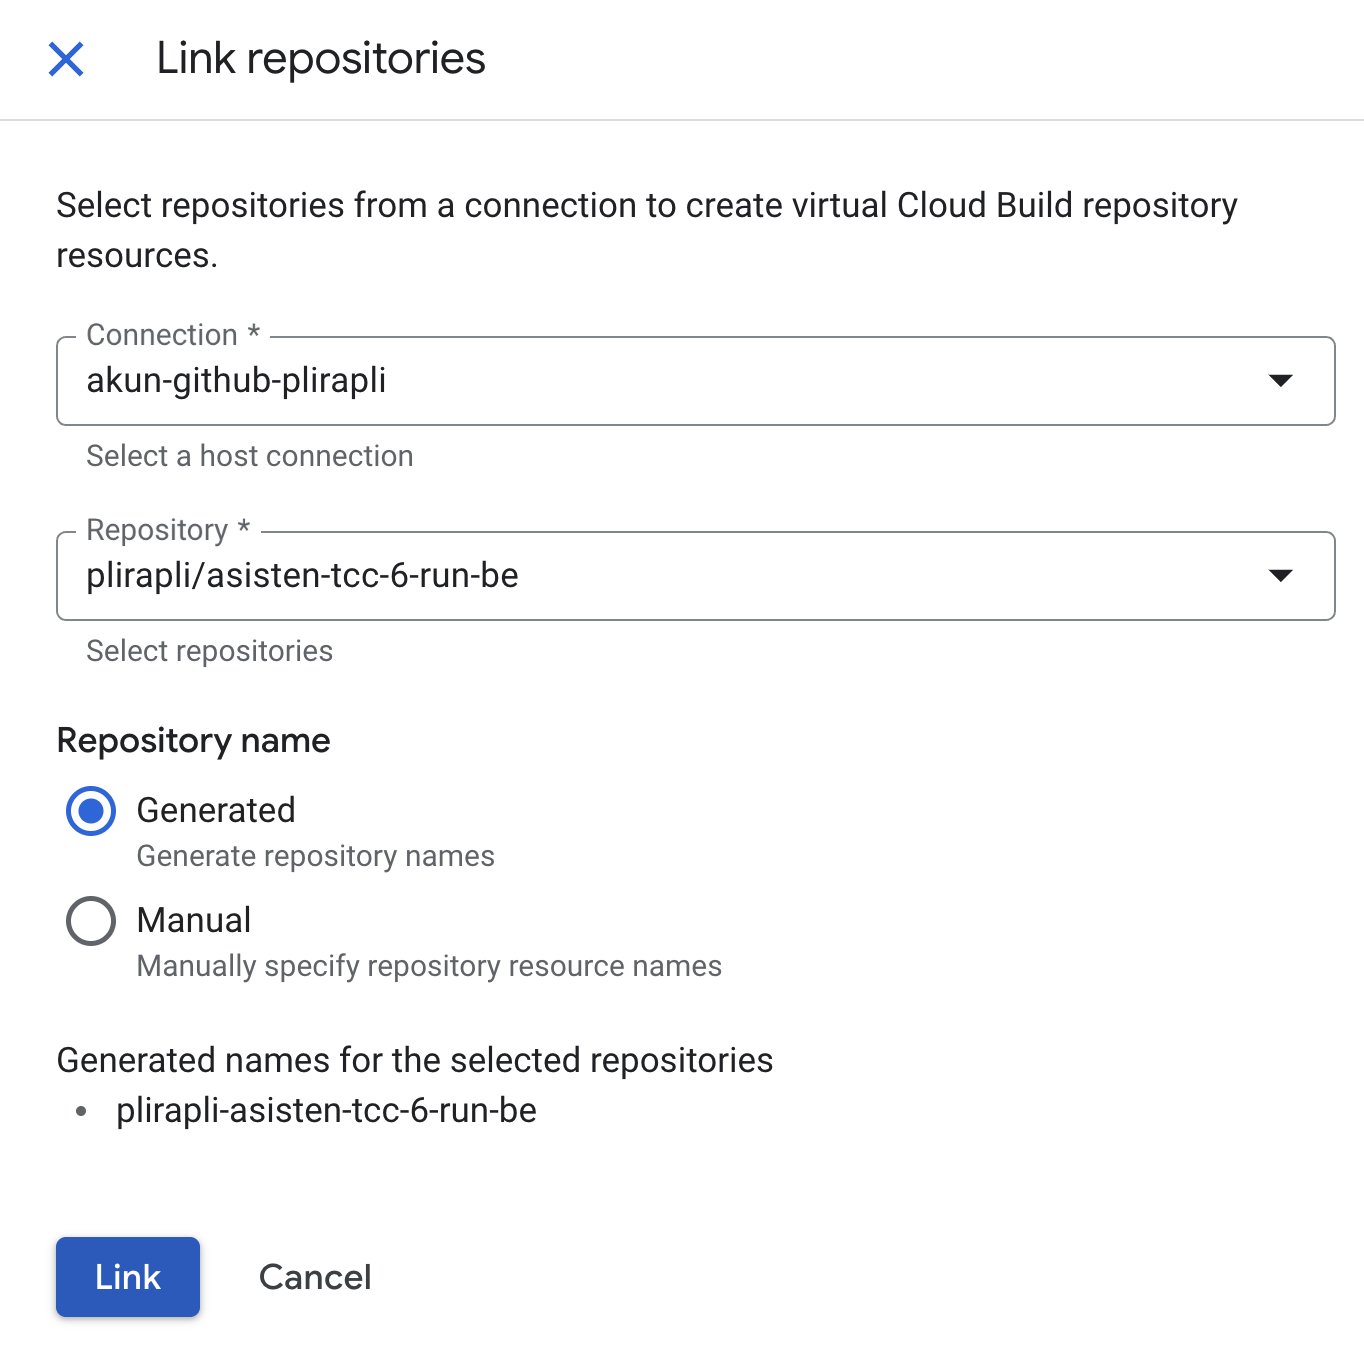 Link repositories
Select repositories from a connection to create virtual Cloud Build repository
resources.
Connection *
akun-github-plirapli
Select a host connection
Repository *
plirapli/asisten-tcc-6-run-be
Select repositories
Repository name
Generated
Generate repository names
Manual
Manually specify repository resource names
Generated names for the selected repositories
• plirapli-asisten-tcc-6-run-be
Link Cancel